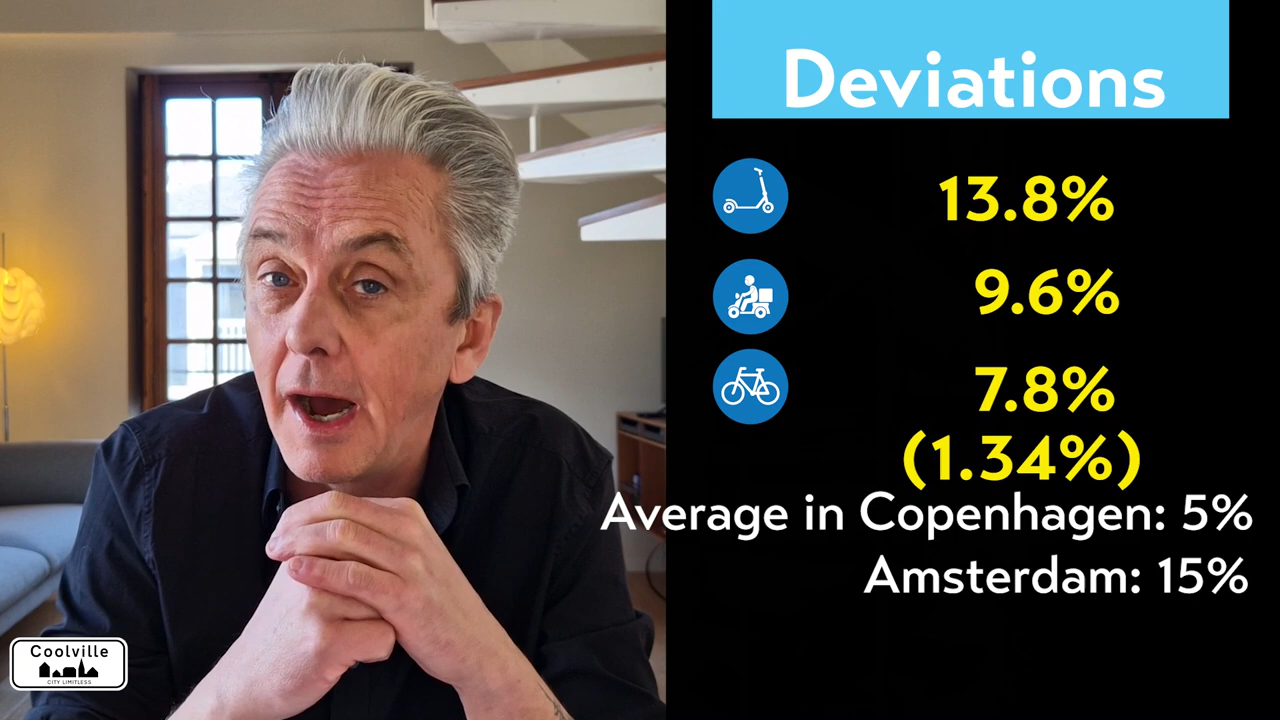 Deviations
13.8%
9.6%
7.8%
(1.34%)
Average in Copenhagen: 5%
Amsterdam: 15%
Coolville
CITY LIMITLESS